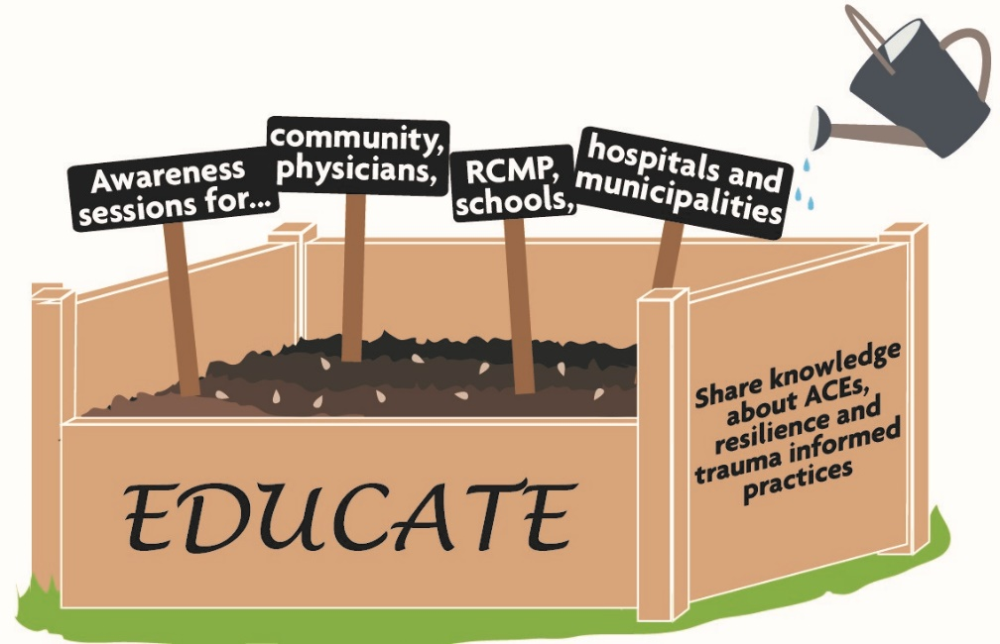 Awareness
sessions for...
community,
physicians,
RCMP,
schools,
hospitals and
municipalities
EDUCATE
Share knowledge
about ACEs,
resilience and
trauma informed
practices